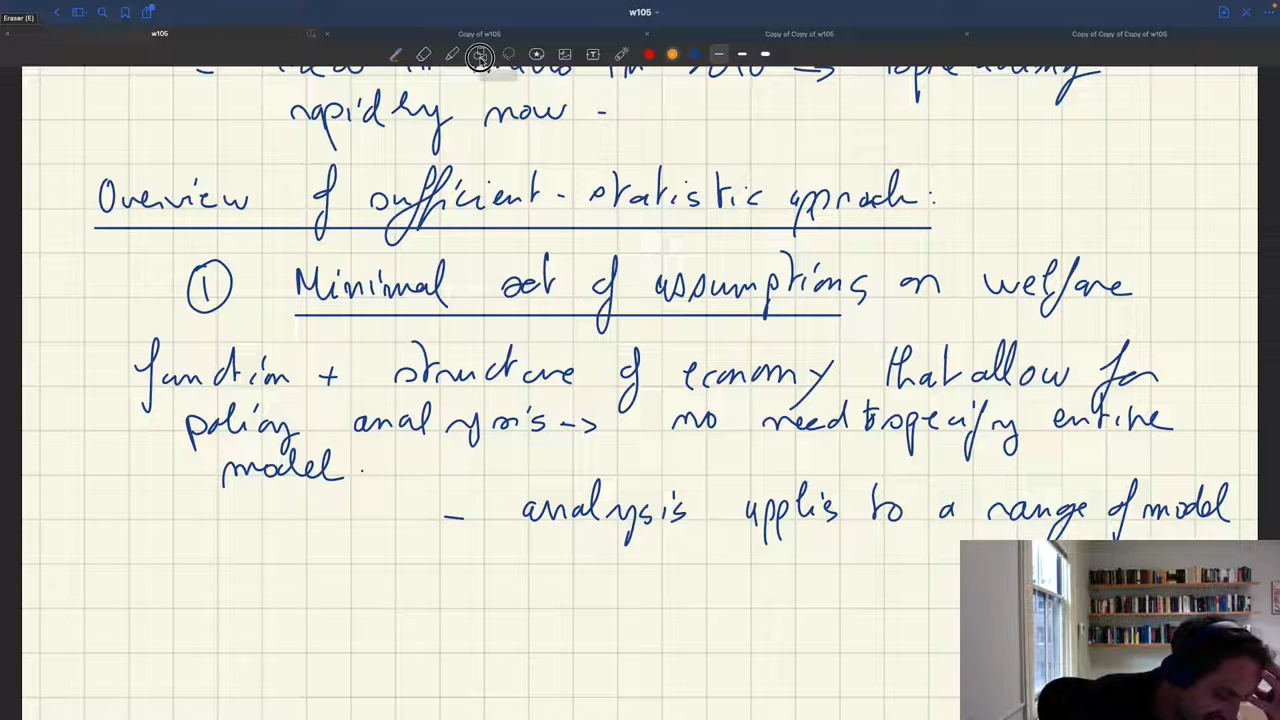 Eraser (E)
w105
w105
Copy of w105
Copy of Copy of w105
Copy of Copy of Copy of w105
rapidly now -
Overview of sufficient-statistic approach:
① Minimal set of assumptions on welfare
function + structure of economy that allow for
policy analysis -> no need to specify entire
model.
- analysis applies to a range of model